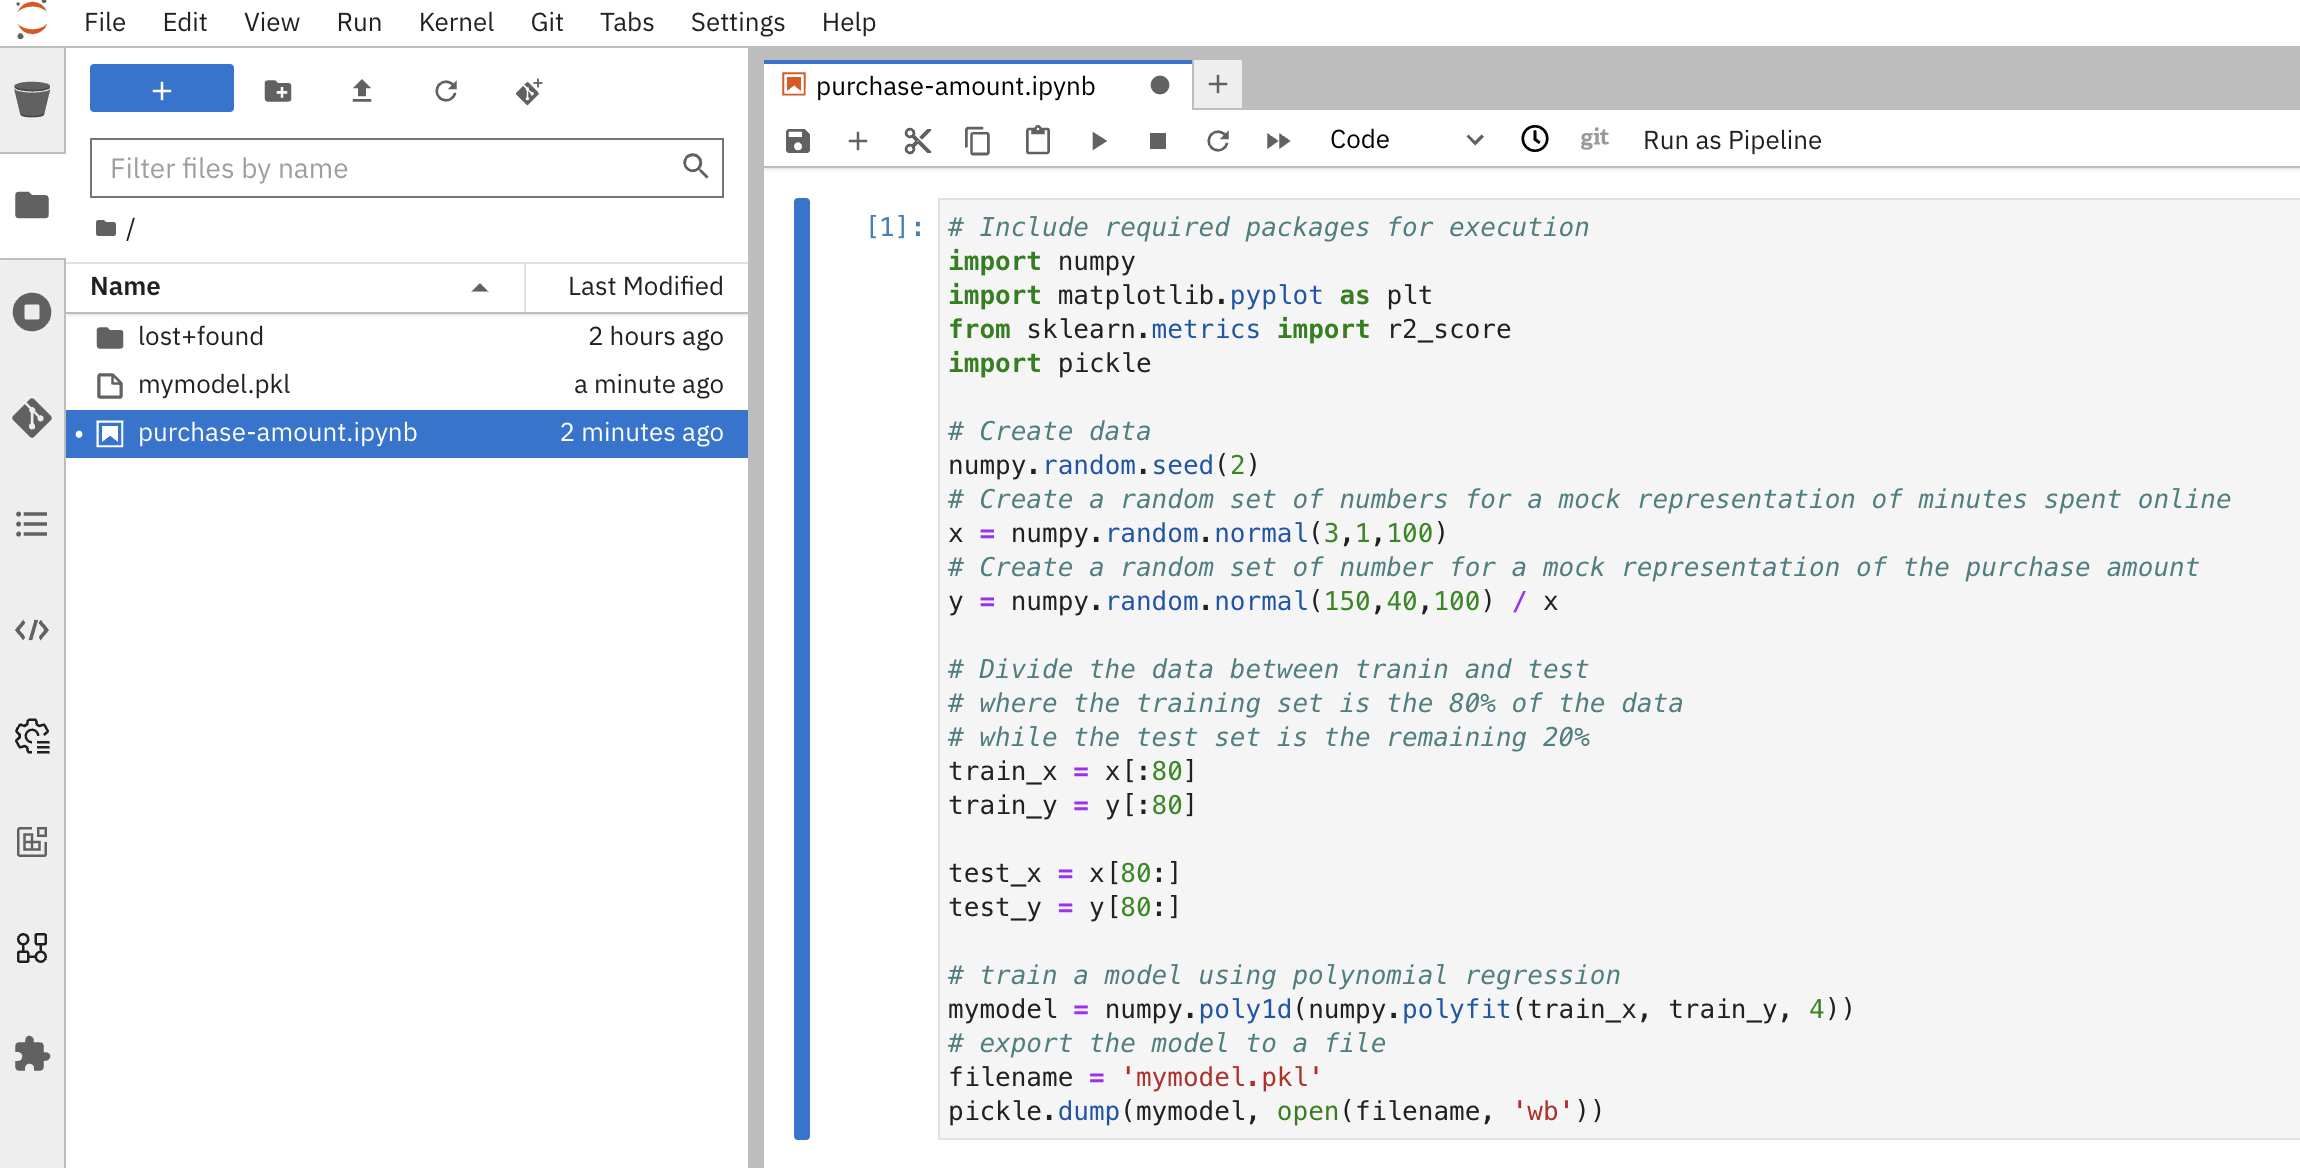 File Edit View Run Kernel Git Tabs Settings Help
+
Filter files by name
/
Name Last Modified
lost+found 2 hours ago
mymodel.pkl a minute ago
purchase-amount.ipynb 2 minutes ago
purchase-amount.ipynb
Code git Run as Pipeline
[1]:
# Include required packages for execution
import numpy
import matplotlib.pyplot as plt
from sklearn.metrics import r2_score
import pickle
# Create data
numpy.random.seed(2)
# Create a random set of numbers for a mock representation of minutes spent online
x = numpy.random.normal(3,1,100)
# Create a random set of number for a mock representation of the purchase amount
y = numpy.random.normal(150,40,100) / x
# Divide the data between tranin and test
# where the training set is the 80% of the data
# while the test set is the remaining 20%
train_x = x[:80]
train_y = y[:80]
test_x = x[80:]
test_y = y[80:]
# train a model using polynomial regression
mymodel = numpy.poly1d(numpy.polyfit(train_x, train_y, 4))
# export the model to a file
filename = 'mymodel.pkl'
pickle.dump(mymodel, open(filename, 'wb'))